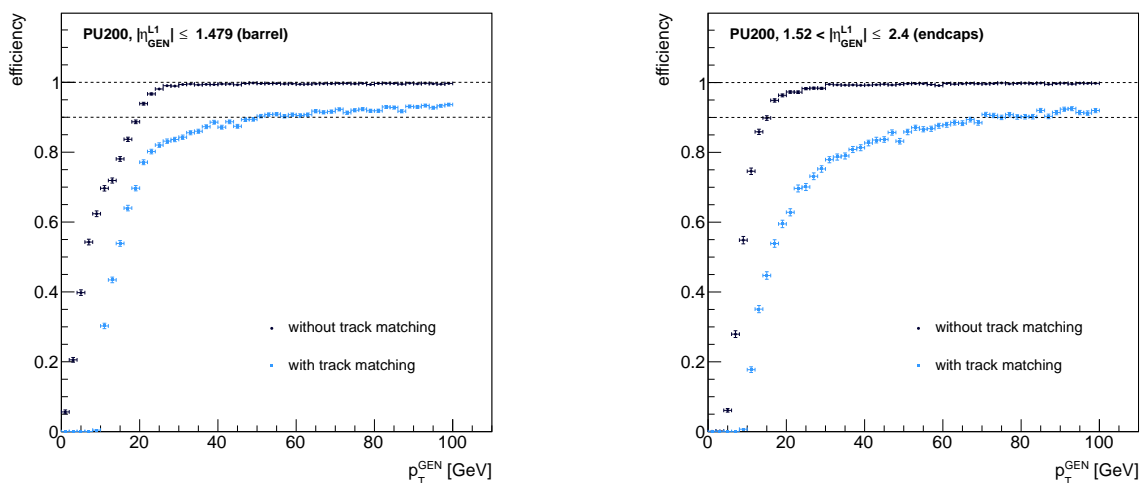 efficiency
PU200, |η^L1_GEN| ≤ 1.479 (barrel)
1
0.8
0.6
0.4
0.2
0
without track matching
with track matching
0 20 40 60 80 100
p_T^GEN [GeV]
efficiency
PU200, 1.52 < |η^L1_GEN| ≤ 2.4 (endcaps)
1
0.8
0.6
0.4
0.2
0
without track matching
with track matching
0 20 40 60 80 100
p_T^GEN [GeV]